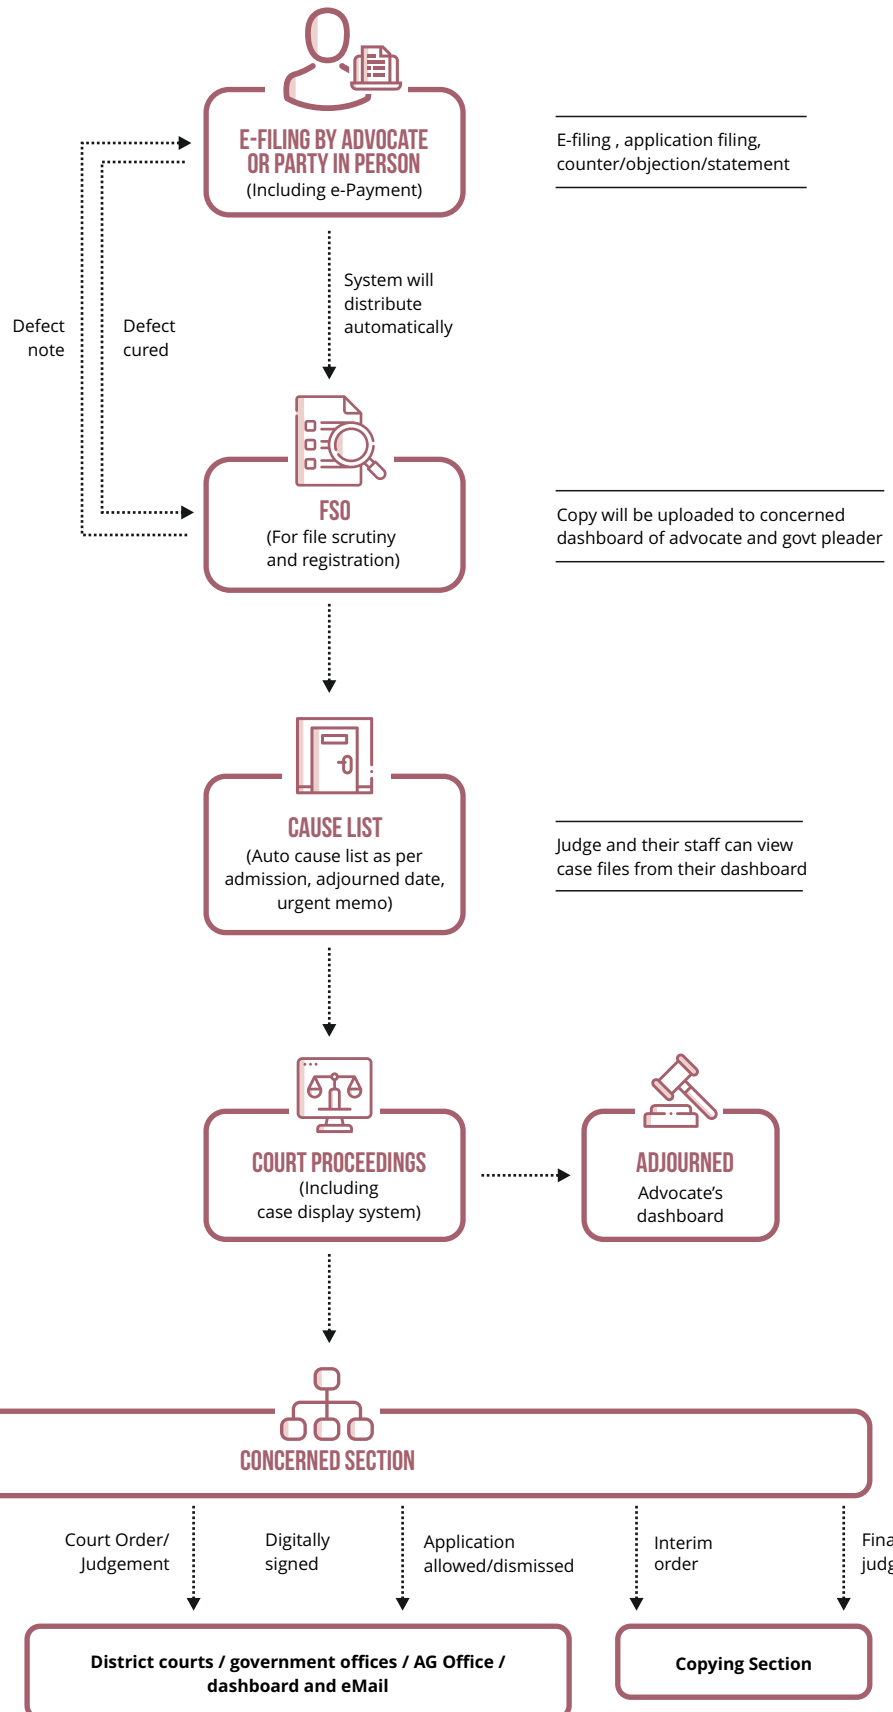 E-FILING BY ADVOCATE
OR PARTY IN PERSON
(Including e-Payment)
E-filing , application filing,
counter/objection/statement
System will
distribute
automatically
Defect
note
Defect
cured
FSO
(For file scrutiny
and registration)
Copy will be uploaded to concerned
dashboard of advocate and govt pleader
CAUSE LIST
(Auto cause list as per
admission, adjourned date,
urgent memo)
Judge and their staff can view
case files from their dashboard
COURT PROCEEDINGS
(Including
case display system)
ADJOURNED
Advocate’s
dashboard
CONCERNED SECTION
Court Order/
Judgement
Digitally
signed
Application
allowed/dismissed
Interim
order
District courts / government offices / AG Office /
dashboard and eMail
Copying Section